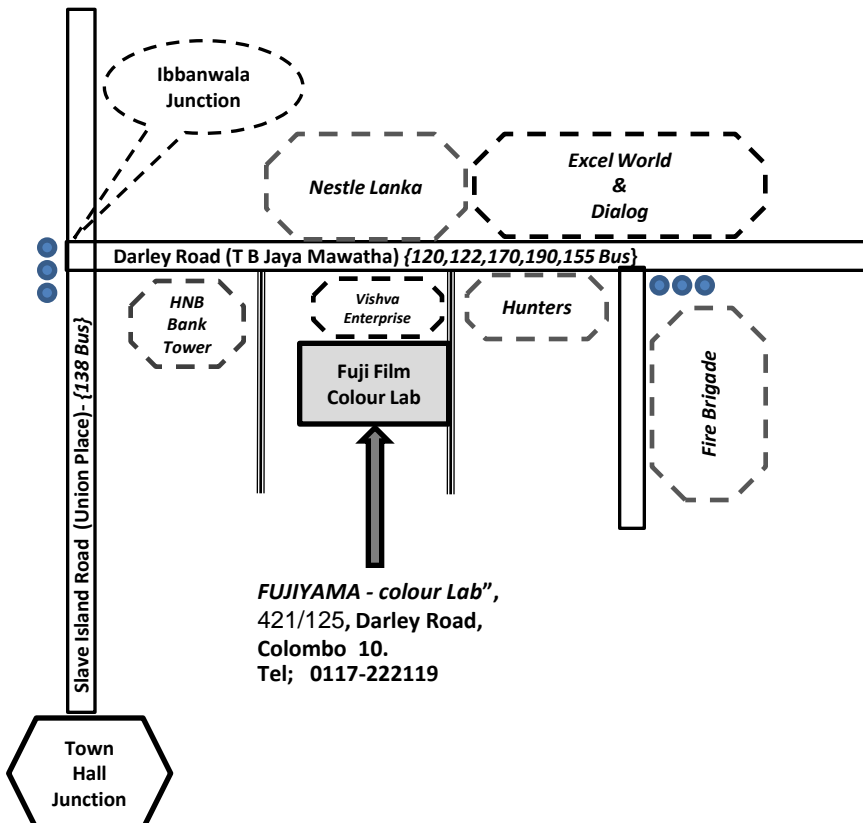 Ibbanwala
Junction
Nestle Lanka
Excel World
&
Dialog
Darley Road (T B Jaya Mawatha) {120,122,170,190,155 Bus}
HNB
Bank
Tower
Vishva
Enterprise
Hunters
Fuji Film
Colour Lab
Fire Brigade
Slave Island Road (Union Place)- {138 Bus}
FUJIYAMA - colour Lab”,
421/125, Darley Road,
Colombo 10.
Tel; 0117-222119
Town
Hall
Junction